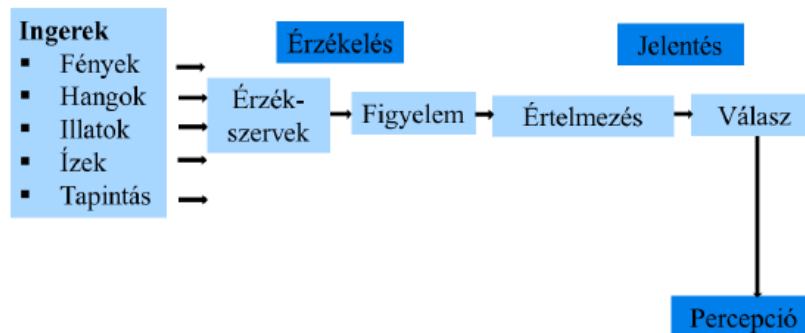 Ingerek
▪ Fények
▪ Hangok
▪ Illatok
▪ Ízek
▪ Tapintás
Érzékelés
Jelentés
Érzék-
szervek
Figyelem
Értelmezés
Válasz
Percepció